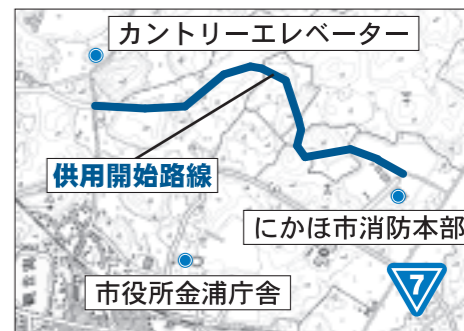 カントリーエレベーター
供用開始路線
にかほ市消防本部
市役所金浦庁舎
7